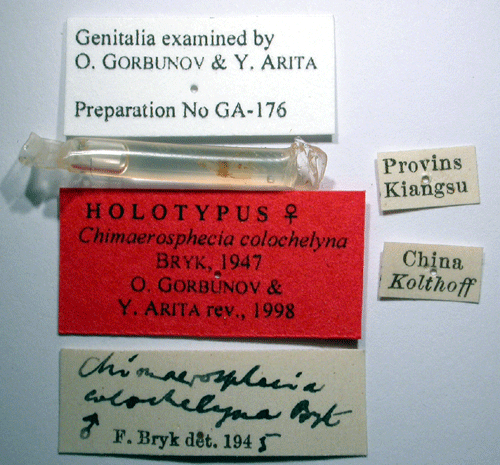 Genitalia examined by
O. GORBUNOV & Y. ARITA
Preparation No GA-176
Provins
Kiangsu
HOLOTYPUS ♀
Chimaerosphecia colochelyna
BRYK, 1947
O. GORBUNOV &
Y. ARITA rev., 1998
China
Kolthoff
Chimaerosphecia
colochelyna Bryk
♂ F. Bryk dèt. 1945